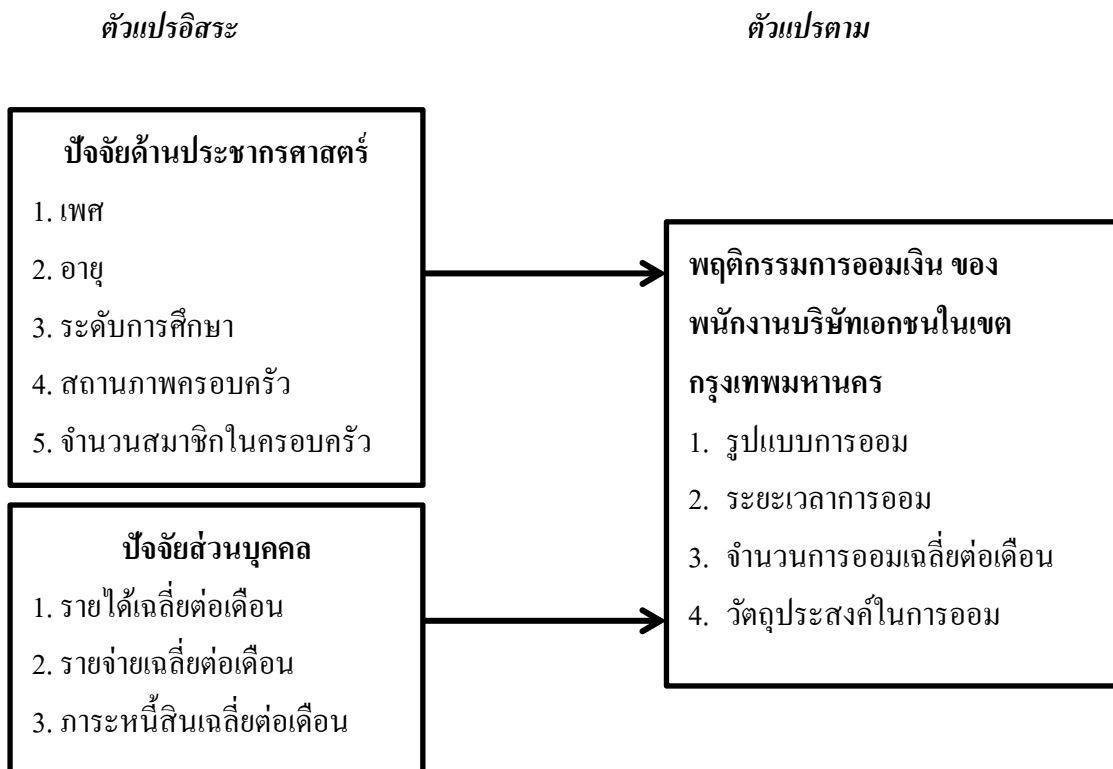 ตัวแปรอิสระ
ตัวแปรตาม
ปัจจัยด้านประชากรศาสตร์
1. เพศ
2. อายุ
3. ระดับการศึกษา
4. สถานภาพครอบครัว
5. จำนวนสมาชิกในครอบครัว
ปัจจัยส่วนบุคคล
1. รายได้เฉลี่ยต่อเดือน
2. รายจ่ายเฉลี่ยต่อเดือน
3. ภาระหนี้สินเฉลี่ยต่อเดือน
พฤติกรรมการออมเงิน ของ
พนักงานบริษัทเอกชนในเขต
กรุงเทพมหานคร
1. รูปแบบการออม
2. ระยะเวลาการออม
3. จำนวนการออมเฉลี่ยต่อเดือน
4. วัตถุประสงค์ในการออม